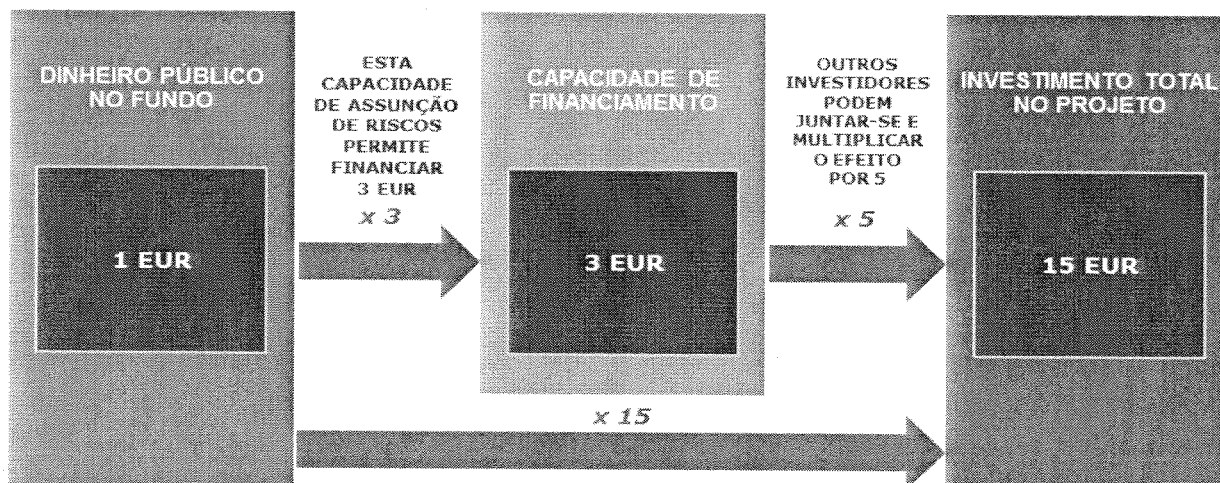 DINHEIRO PÚBLICO
NO FUNDO
1 EUR
ESTA
CAPACIDADE
DE ASSUNÇÃO
DE RISCOS
PERMITE
FINANCIAR
3 EUR
x 3
CAPACIDADE DE
FINANCIAMENTO
3 EUR
OUTROS
INVESTIDORES
PODEM
JUNTAR-SE E
MULTIPLICAR
O EFEITO
POR 5
x 5
INVESTIMENTO TOTAL
NO PROJETO
15 EUR
x 15